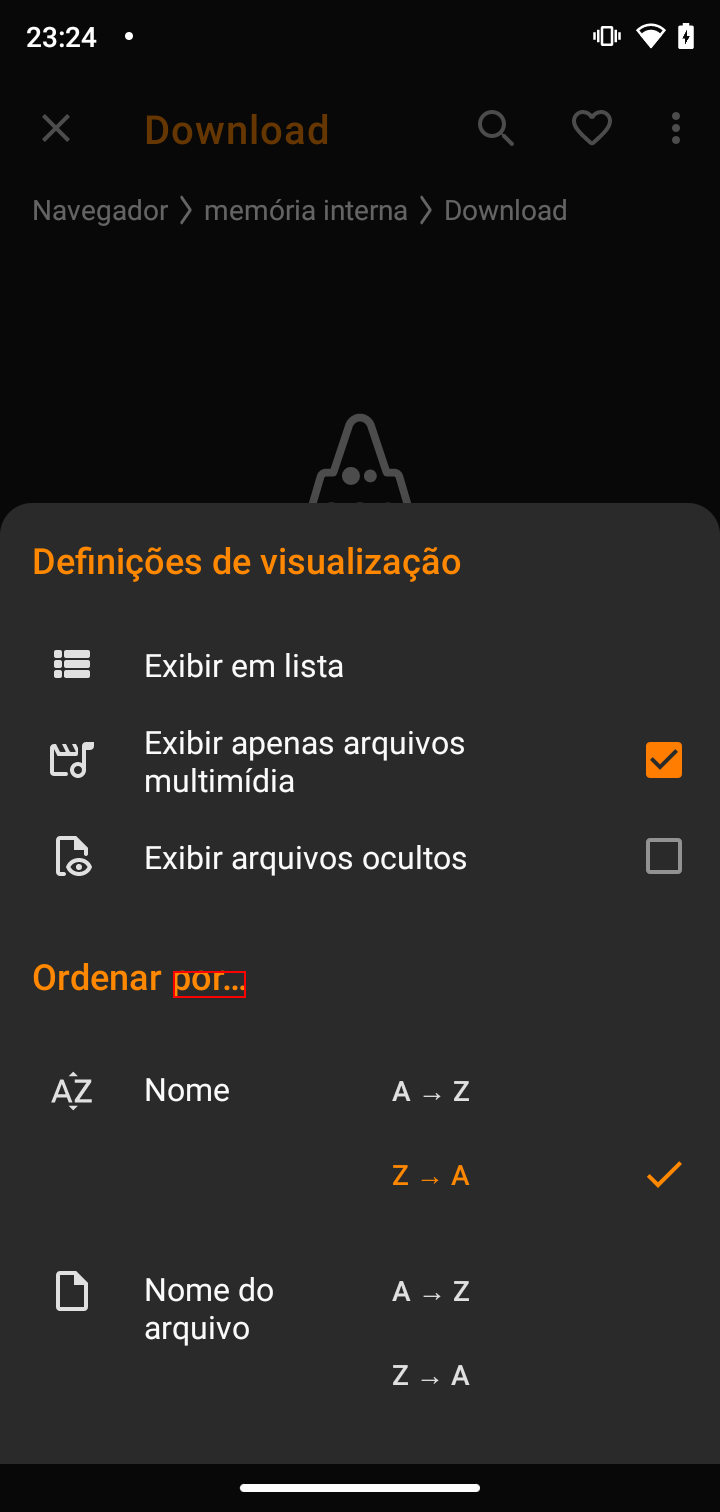 23:24
Download
Navegador memória interna Download
Definições de visualização
Exibir em lista
Exibir apenas arquivos
multimídia
Exibir arquivos ocultos
Ordenar por…
AZ Nome A → Z
Z → A
Nome do A → Z
arquivo
Z → A